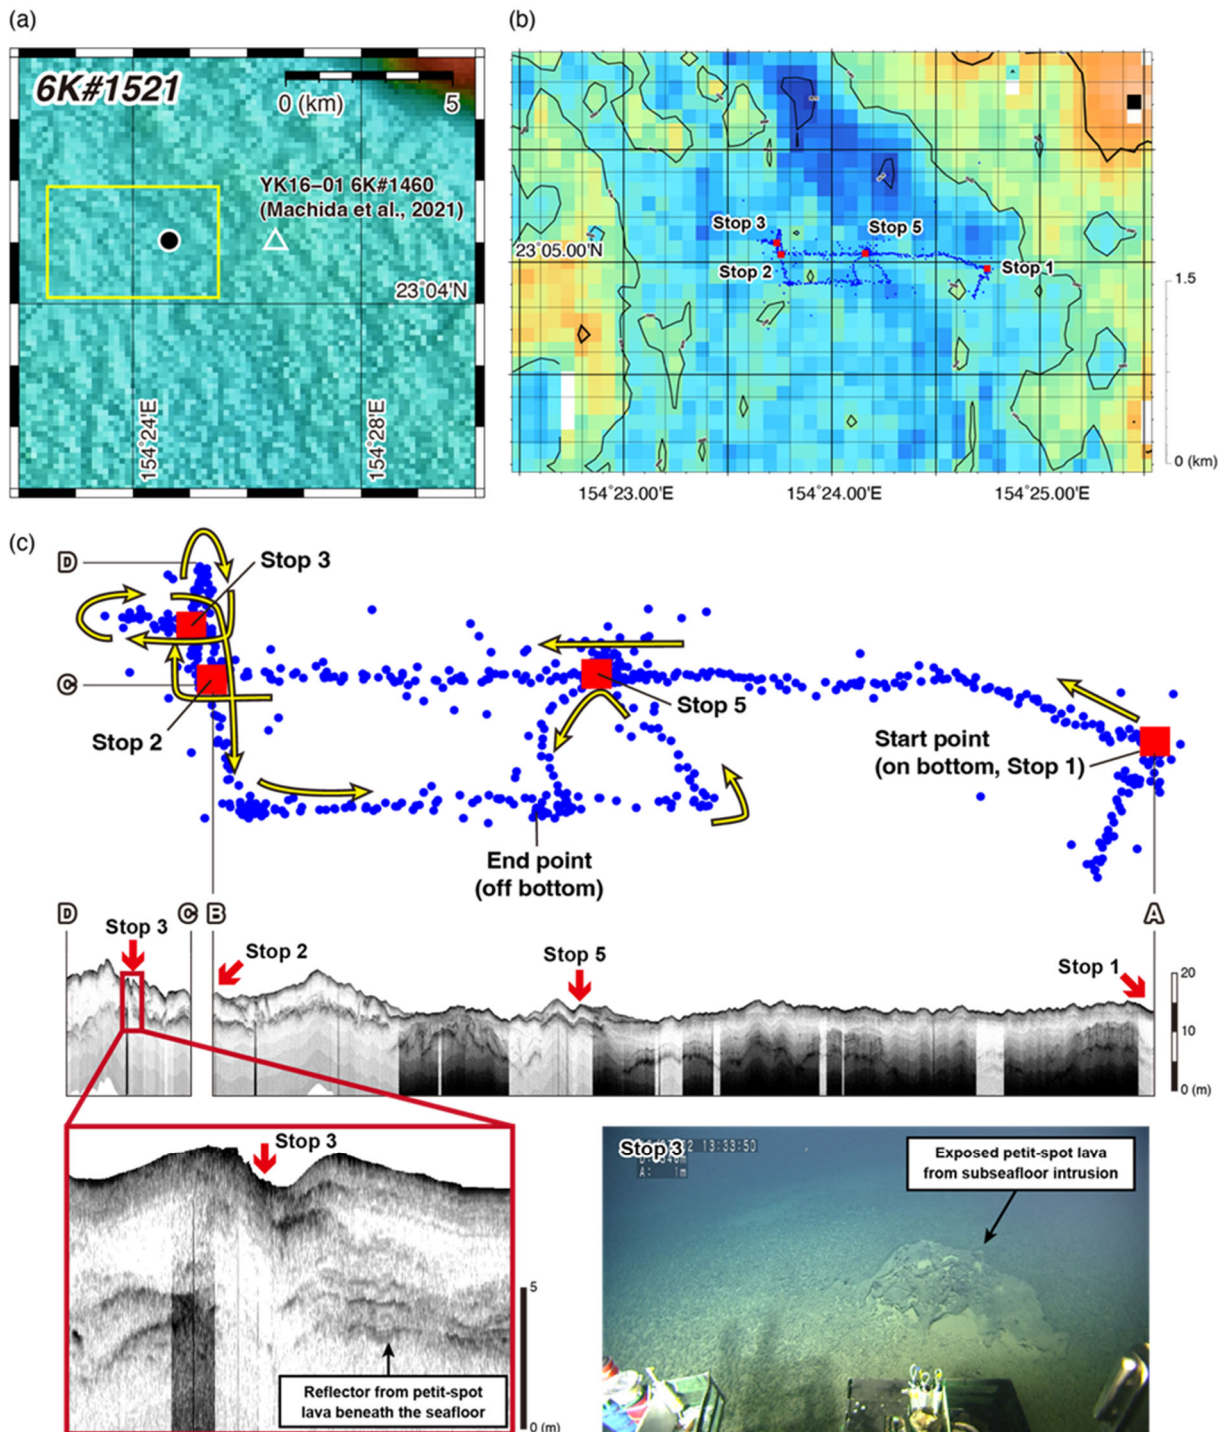 (a)
6K#1521
0 (km)
5
YK16–01 6K#1460
(Machida et al., 2021)
23°04'N
154°24'E
154°28'E
(b)
Stop 3
Stop 5
23°05.00'N
Stop 2
Stop 1
1.5
0 (km)
154°23.00'E
154°24.00'E
154°25.00'E
(c)
D
Stop 3
C
Stop 2
Stop 5
Start point
(on bottom, Stop 1)
End point
(off bottom)
D
C
B
A
Stop 3
Stop 2
Stop 5
Stop 1
20
10
0 (m)
Stop 3
5
Reflector from petit-spot
lava beneath the seafloor
0 (m)
Stop 3
13:33:50
A: 1m
Exposed petit-spot lava
from subseafloor intrusion